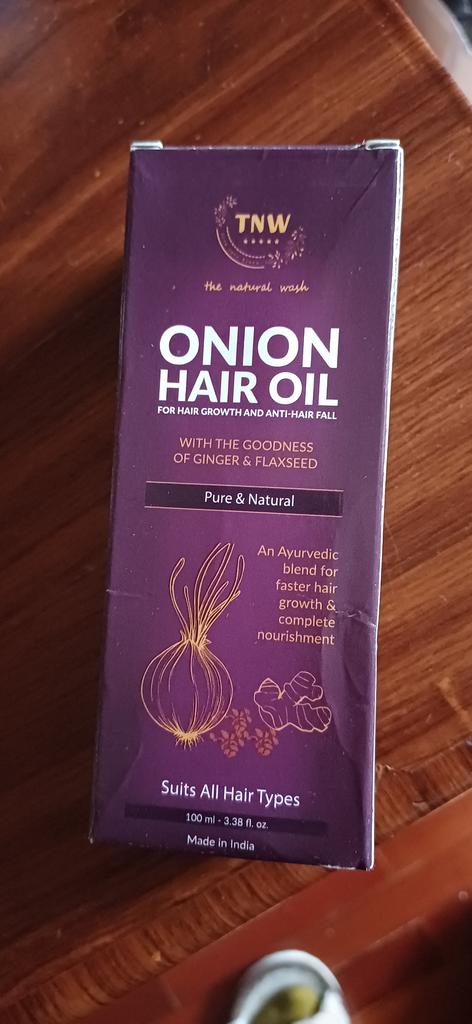 TNW
the natural wash
ONION
HAIR OIL
FOR HAIR GROWTH AND ANTI-HAIR FALL
WITH THE GOODNESS
OF GINGER & FLAXSEED
Pure & Natural
An Ayurvedic
blend for
faster hair
growth &
complete
nourishment
Suits All Hair Types
100 ml - 3.38 fl. oz.
Made in India